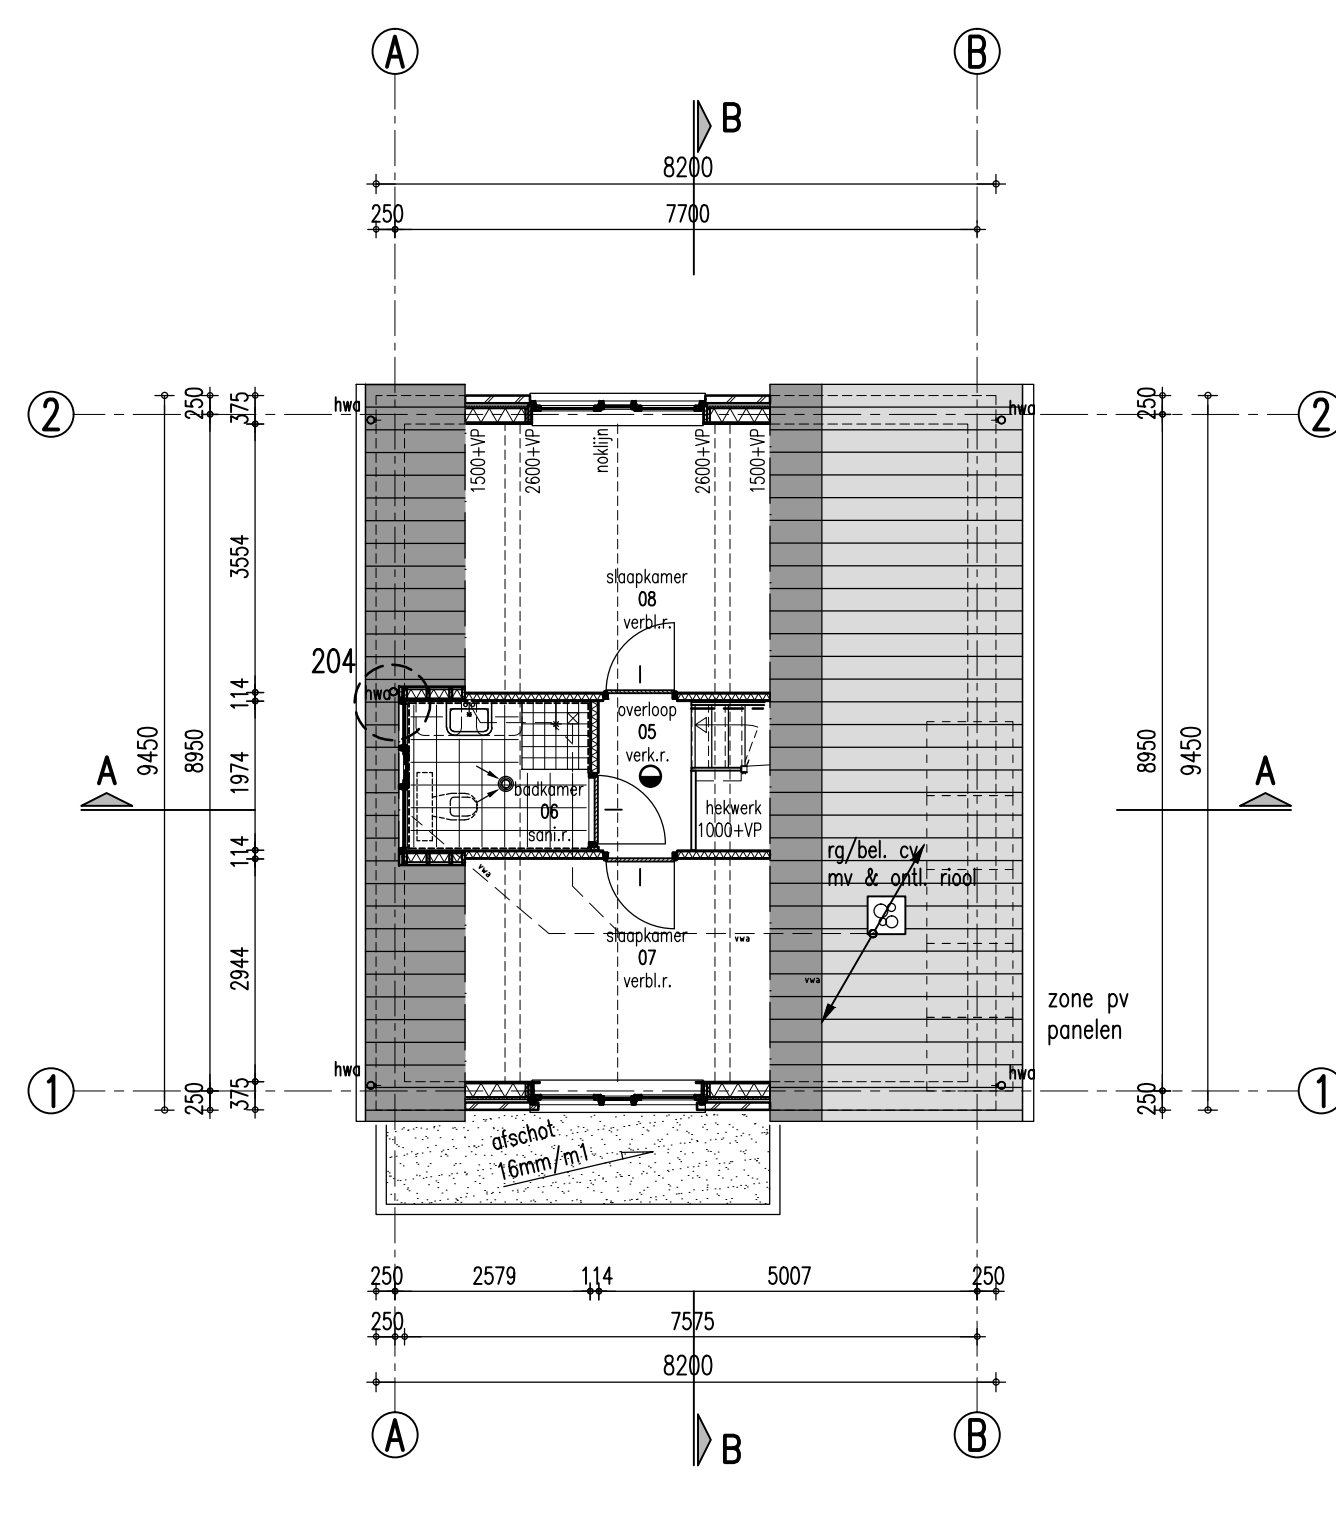 A
B
B
8200
250
7700
250
375
250
2
hwa
hwa
2
1500+VP
2600+VP
noklijn
2600+VP
1500+VP
3554
slaapkamer
08
verbl.r.
204
hwa
114
overloop
05
verk.r.
9450
8950
1974
8950
9450
A
A
badkamer
06
sani.r.
hekwerk
1000+VP
114
rg/bel. cv
mv & ontl. riool
vwa
slaapkamer
07
verbl.r.
vwa
vwa
2944
zone pv
panelen
hwa
hwa
1
1
250
375
250
afschot
16mm/m1
250
2579
114
5007
250
250
7575
8200
A
B
B